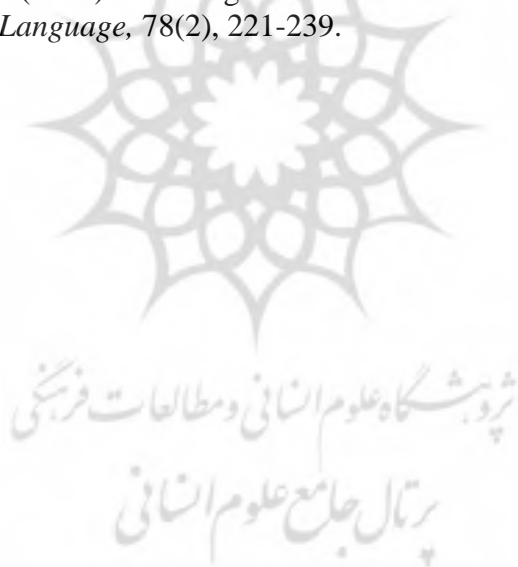 Language, 78(2), 221-239.
پژوهشگاه علوم انسانی و مطالعات فرهنگی
پرتال جامع علوم انسانی